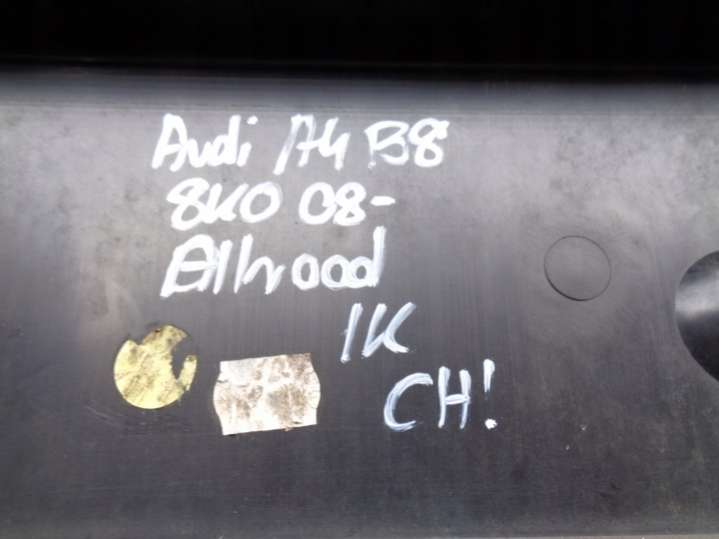 Audi A4 B8
8K0 08-
Allroad
1K
CH!